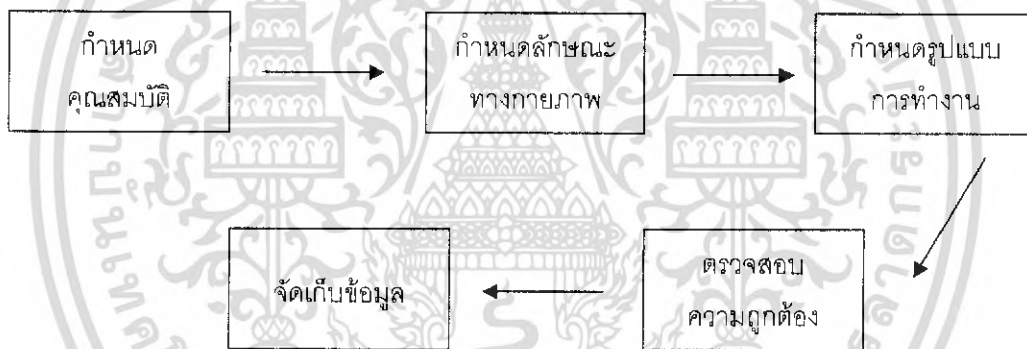 กำหนด
คุณสมบัติ
กำหนดลักษณะ
ทางกายภาพ
กำหนดรูปแบบ
การทำงาน
ตรวจสอบ
ความถูกต้อง
จัดเก็บข้อมูล